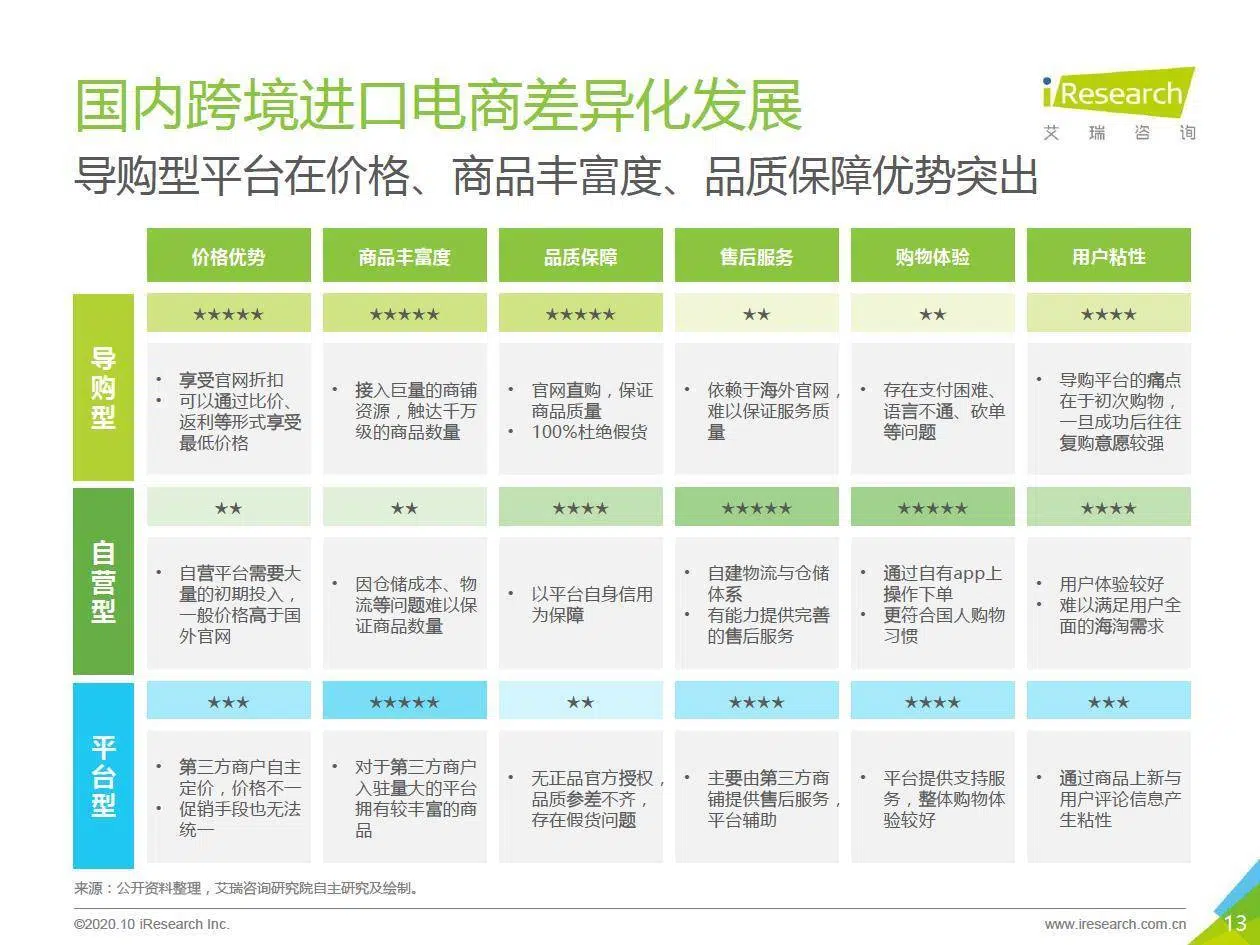 国内跨境进口电商差异化发展
iResearch
艾瑞咨询
导购型平台在价格、商品丰富度、品质保障优势突出
价格优势
商品丰富度
品质保障
售后服务
购物体验
用户粘性
导购型
★★★★★
★★★★★
★★★★★
★★
★★
★★★★
• 享受官网折扣
• 可以通过比价、
返利等形式享受
最低价格
• 接入巨量的商铺
资源，触达千万
级的商品数量
• 官网直购，保证
商品质量
• 100%杜绝假货
• 依赖于海外官网，
难以保证服务质
量
• 存在支付困难、
语言不通、砍单
等问题
• 导购平台的痛点
在于初次购物，
一旦成功后往往
复购意愿较强
自营型
★★
★★
★★★★
★★★★★
★★★★★
★★★★
• 自营平台需要大
量的初期投入，
一般价格高于国
外官网
• 因仓储成本、物
流等问题难以保
证商品数量
• 以平台自身信用
为保障
• 自建物流与仓储
体系
• 有能力提供完善
的售后服务
• 通过自有app上
操作下单
• 更符合国人购物
习惯
• 用户体验较好
• 难以满足用户全
面的海淘需求
平台型
★★★
★★★★★
★★
★★★★
★★★★
★★★
• 第三方商户自主
定价，价格不一
• 促销手段也无法
统一
• 对于第三方商户
入驻量大的平台
拥有较丰富的商
品
• 无正品官方授权，
品质参差不齐，
存在假货问题
• 主要由第三方商
铺提供售后服务，
平台辅助
• 平台提供支持服
务，整体购物体
验较好
• 通过商品上新与
用户评论信息产
生粘性
来源：公开资料整理，艾瑞咨询研究院自主研究及绘制。
©2020.10 iResearch Inc.
www.iresearch.com.cn
13